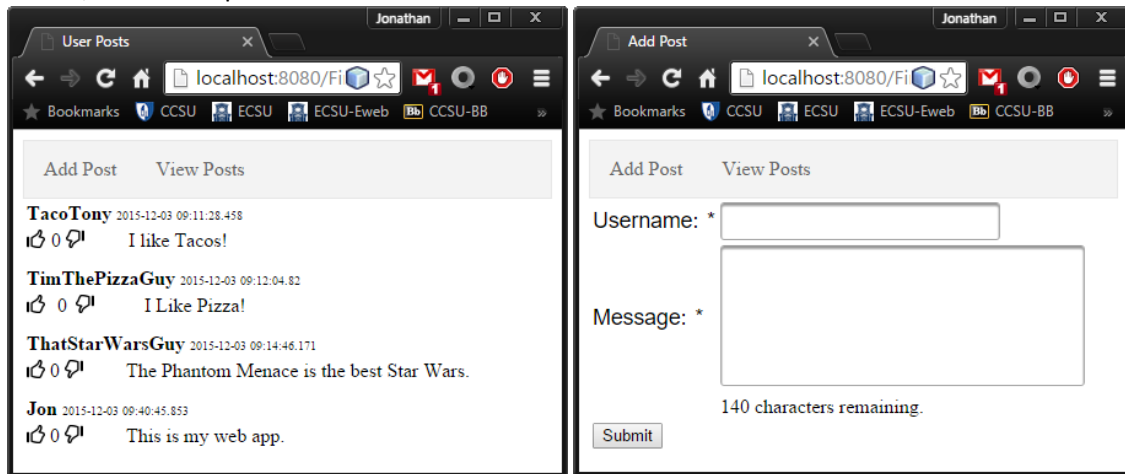 Jonathan
User Posts
localhost:8080/Fi
1
Bookmarks CCSU ECSU ECSU-Eweb Bb CCSU-BB »
Add Post View Posts
TacoTony 2015-12-03 09:11:28.458
0 I like Tacos!
TimThePizzaGuy 2015-12-03 09:12:04.82
0 I Like Pizza!
ThatStarWarsGuy 2015-12-03 09:14:46.171
0 The Phantom Menace is the best Star Wars.
Jon 2015-12-03 09:40:45.853
0 This is my web app.
Jonathan
Add Post
localhost:8080/Fi
1
Bookmarks CCSU ECSU ECSU-Eweb Bb CCSU-BB »
Add Post View Posts
Username: *
Message: *
140 characters remaining.
Submit